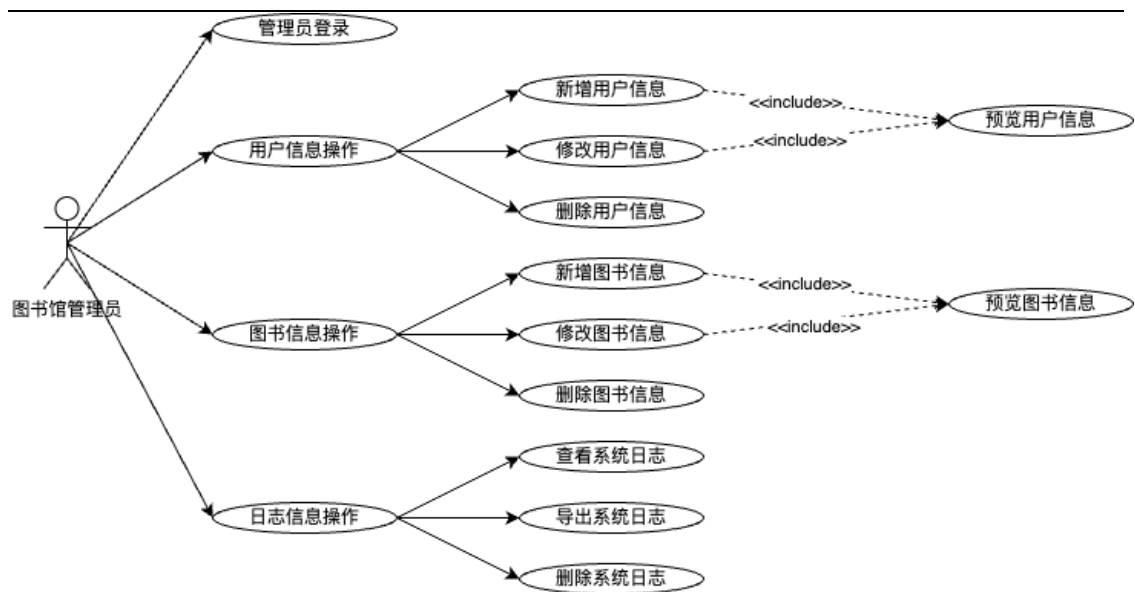 管理员登录
新增用户信息
<<include>>
预览用户信息
用户信息操作
修改用户信息
<<include>>
删除用户信息
新增图书信息
<<include>>
图书馆管理员
预览图书信息
图书信息操作
修改图书信息
<<include>>
删除图书信息
查看系统日志
日志信息操作
导出系统日志
删除系统日志